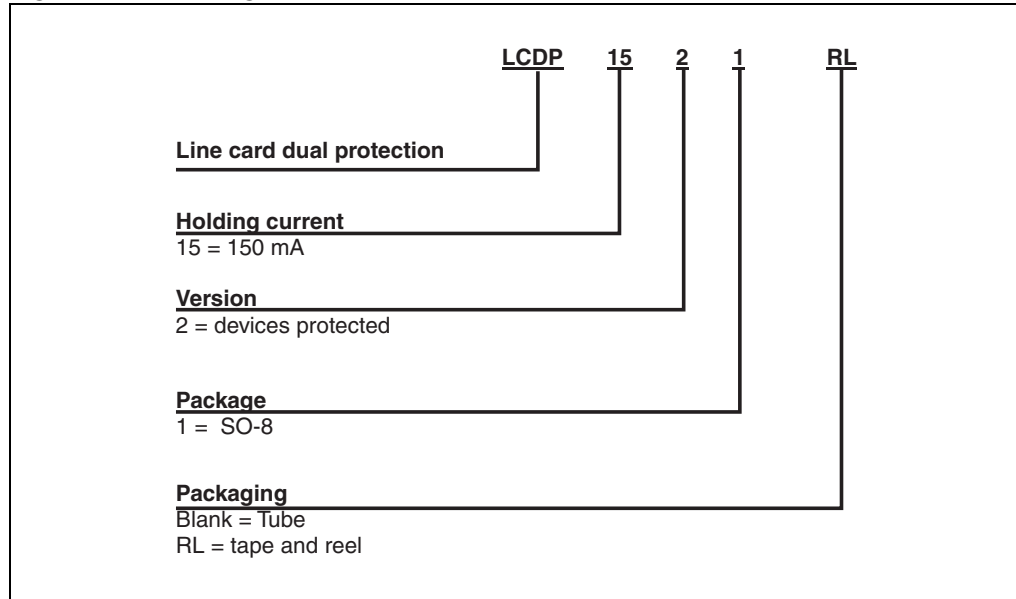 LCDP 15 2 1 RL
Line card dual protection
Holding current
15 = 150 mA
Version
2 = devices protected
Package
1 = SO-8
Packaging
Blank = Tube
RL = tape and reel